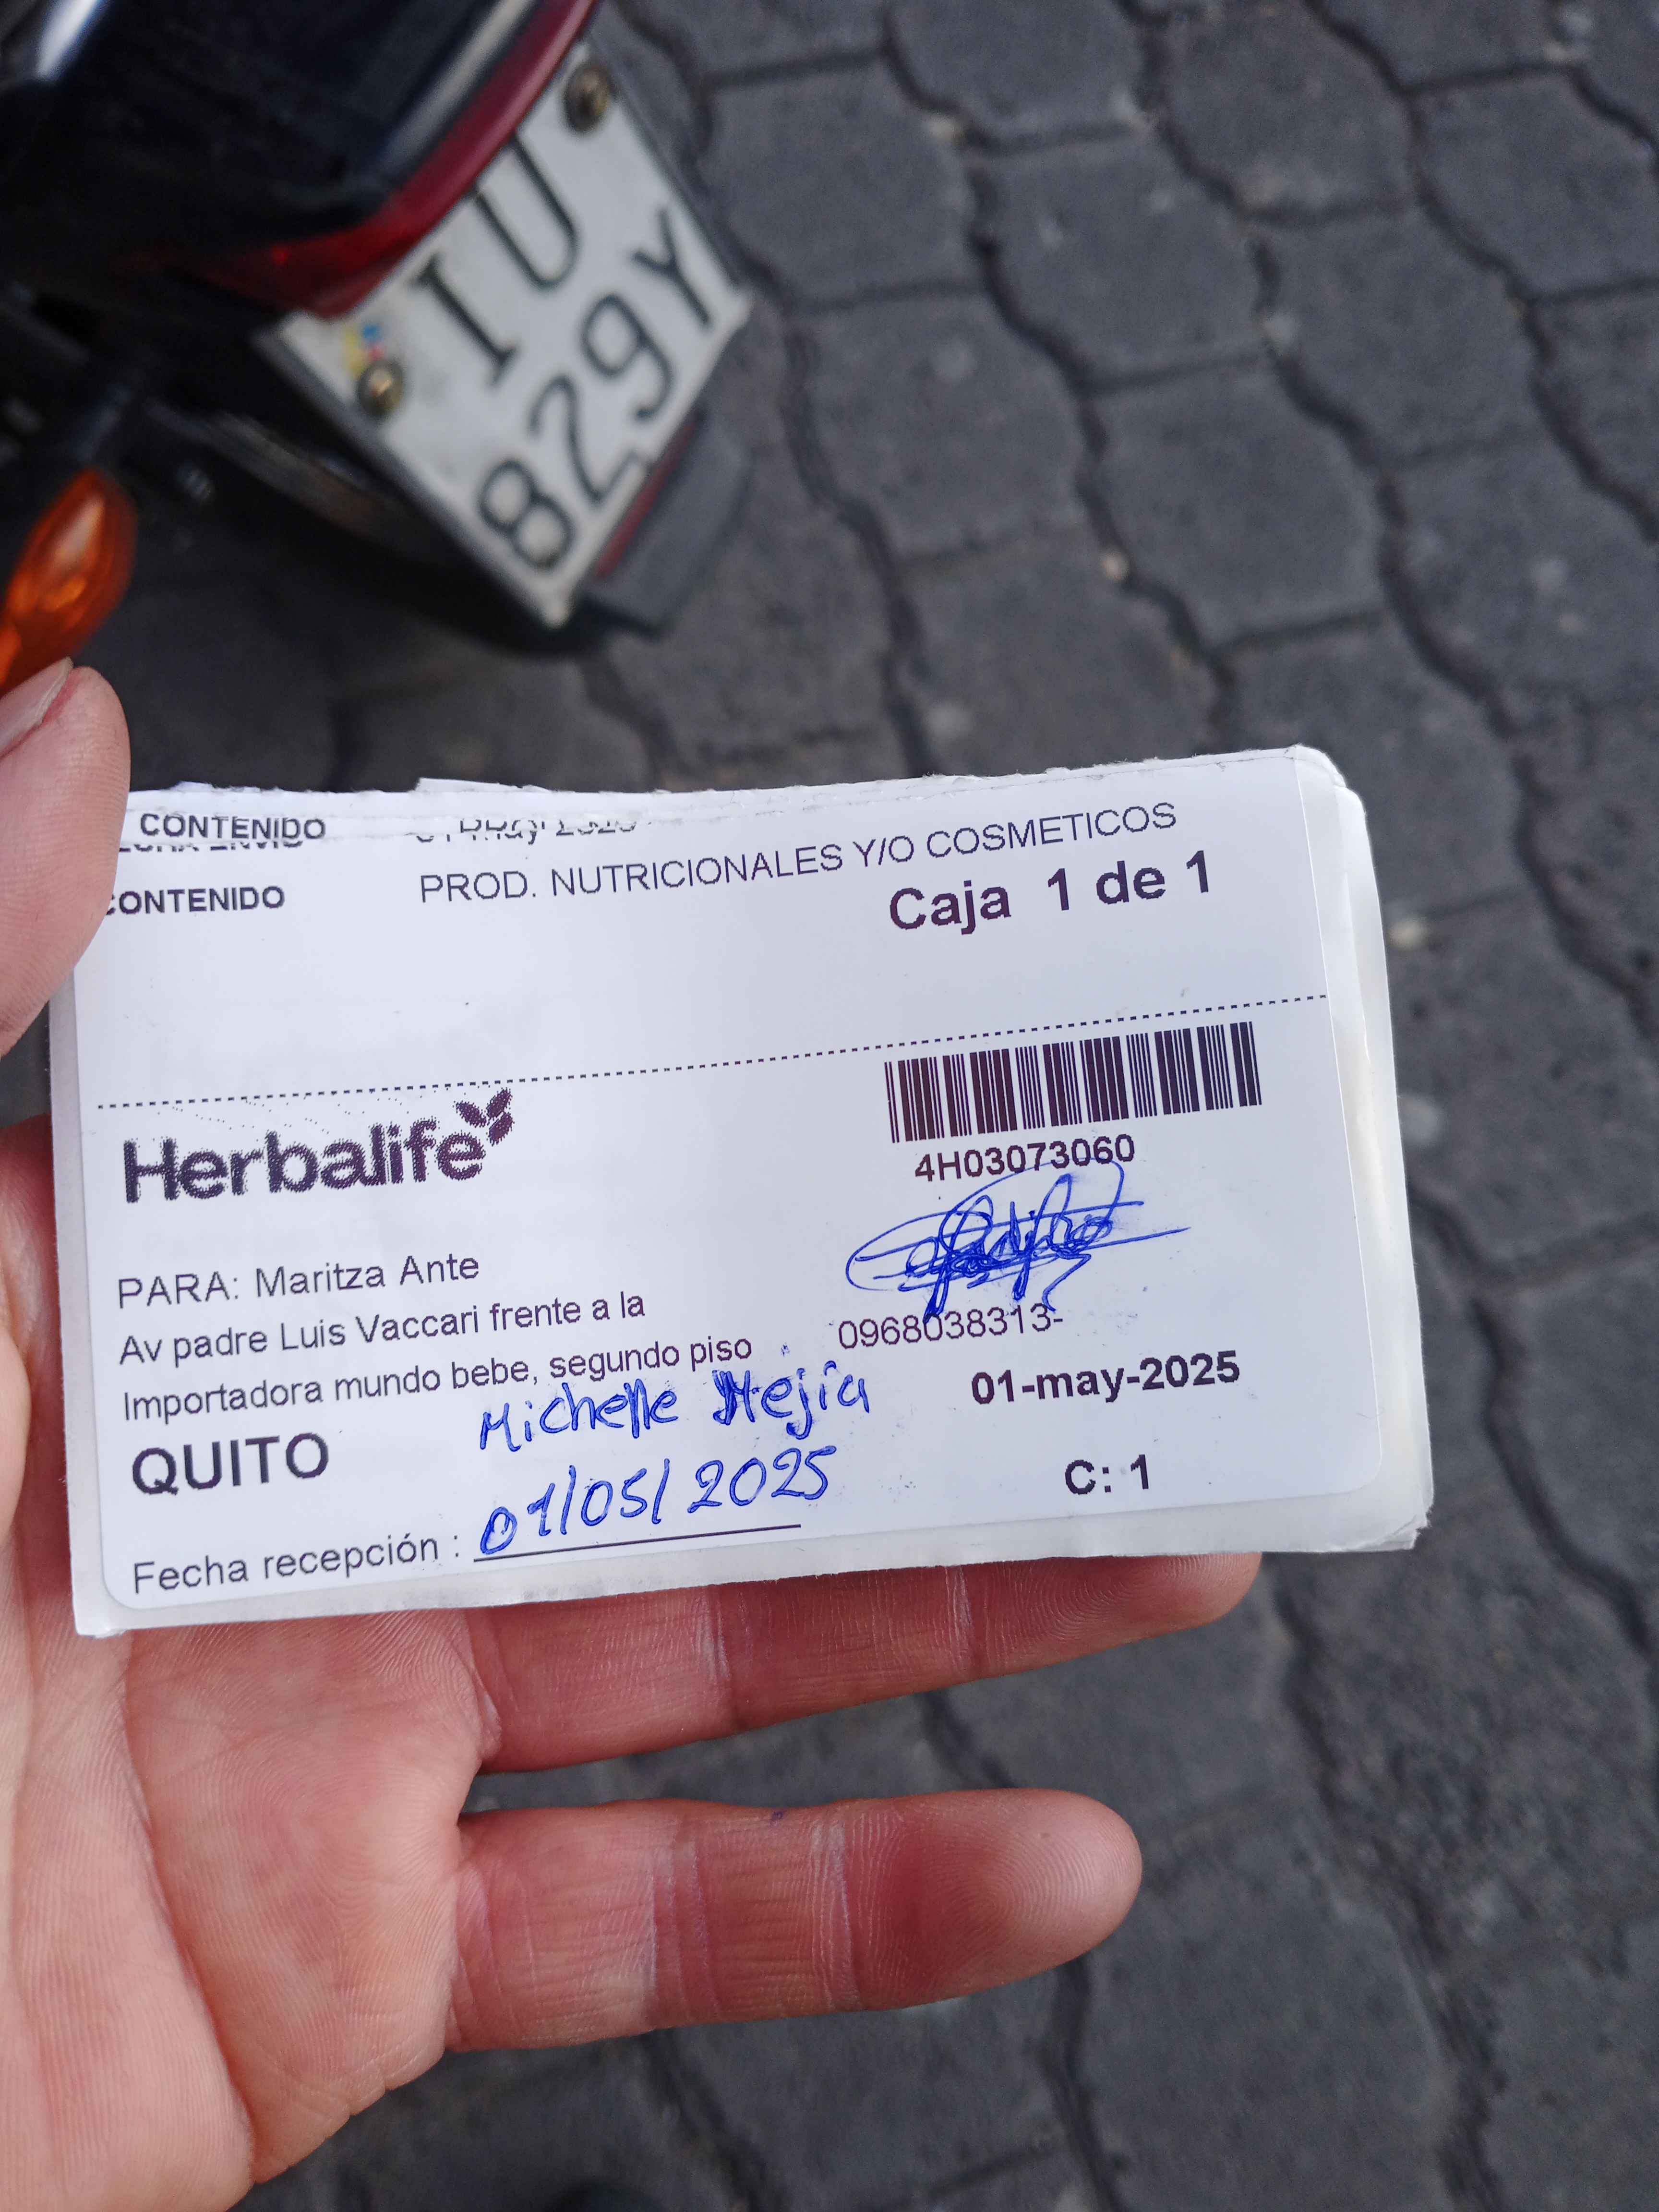 IU
829Y
CONTENIDO
CONTENIDO PROD. NUTRICIONALES Y/O COSMETICOS
Caja 1 de 1
Herbalife
4H03073060
PARA: Maritza Ante
Av padre Luis Vaccari frente a la
Importadora mundo bebe, segundo piso
0968038313-
Michelle Mejía
01-may-2025
QUITO
C: 1
Fecha recepción : 01/05/2025